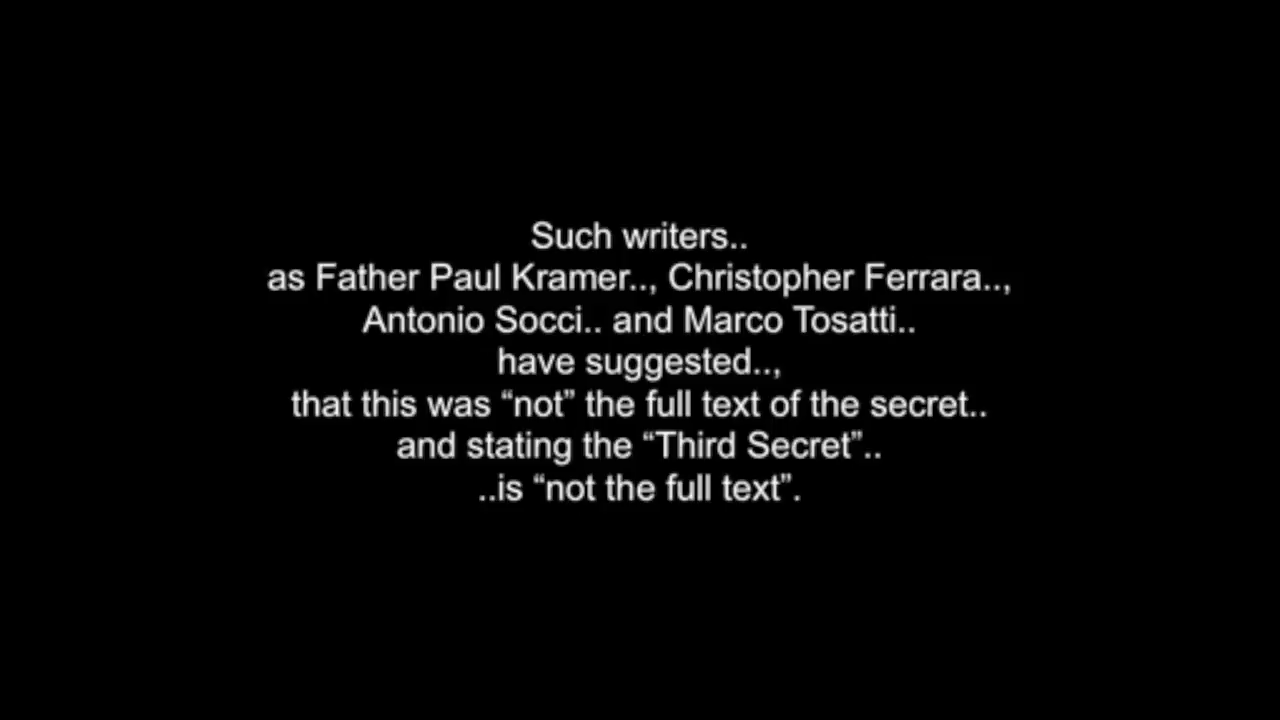 Such writers..
as Father Paul Kramer.., Christopher Ferrara..,
Antonio Socci.. and Marco Tosatti..
have suggested..,
that this was “not” the full text of the secret..
and stating the “Third Secret”..
..is “not the full text”.